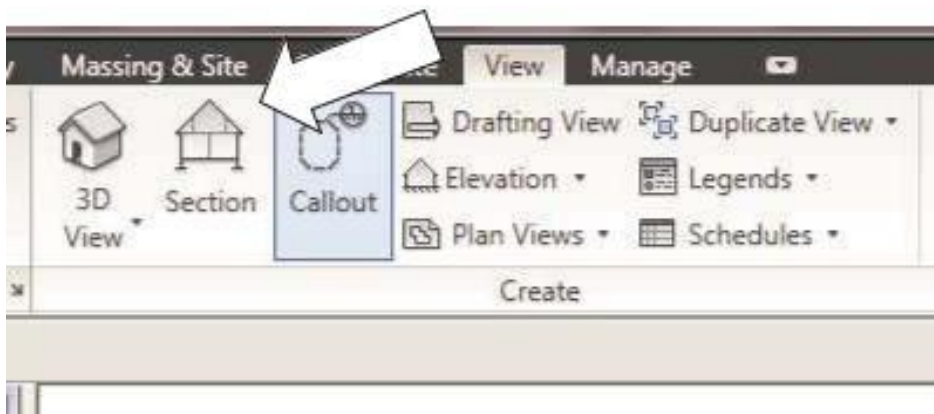 Massing & Site View Manage
3D View Section Callout
Drafting View Duplicate View
Elevation Legends
Plan Views Schedules
Create